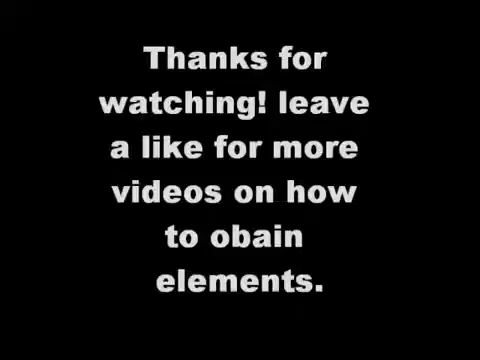 Thanks for
watching! leave
a like for more
videos on how
to obain
elements.